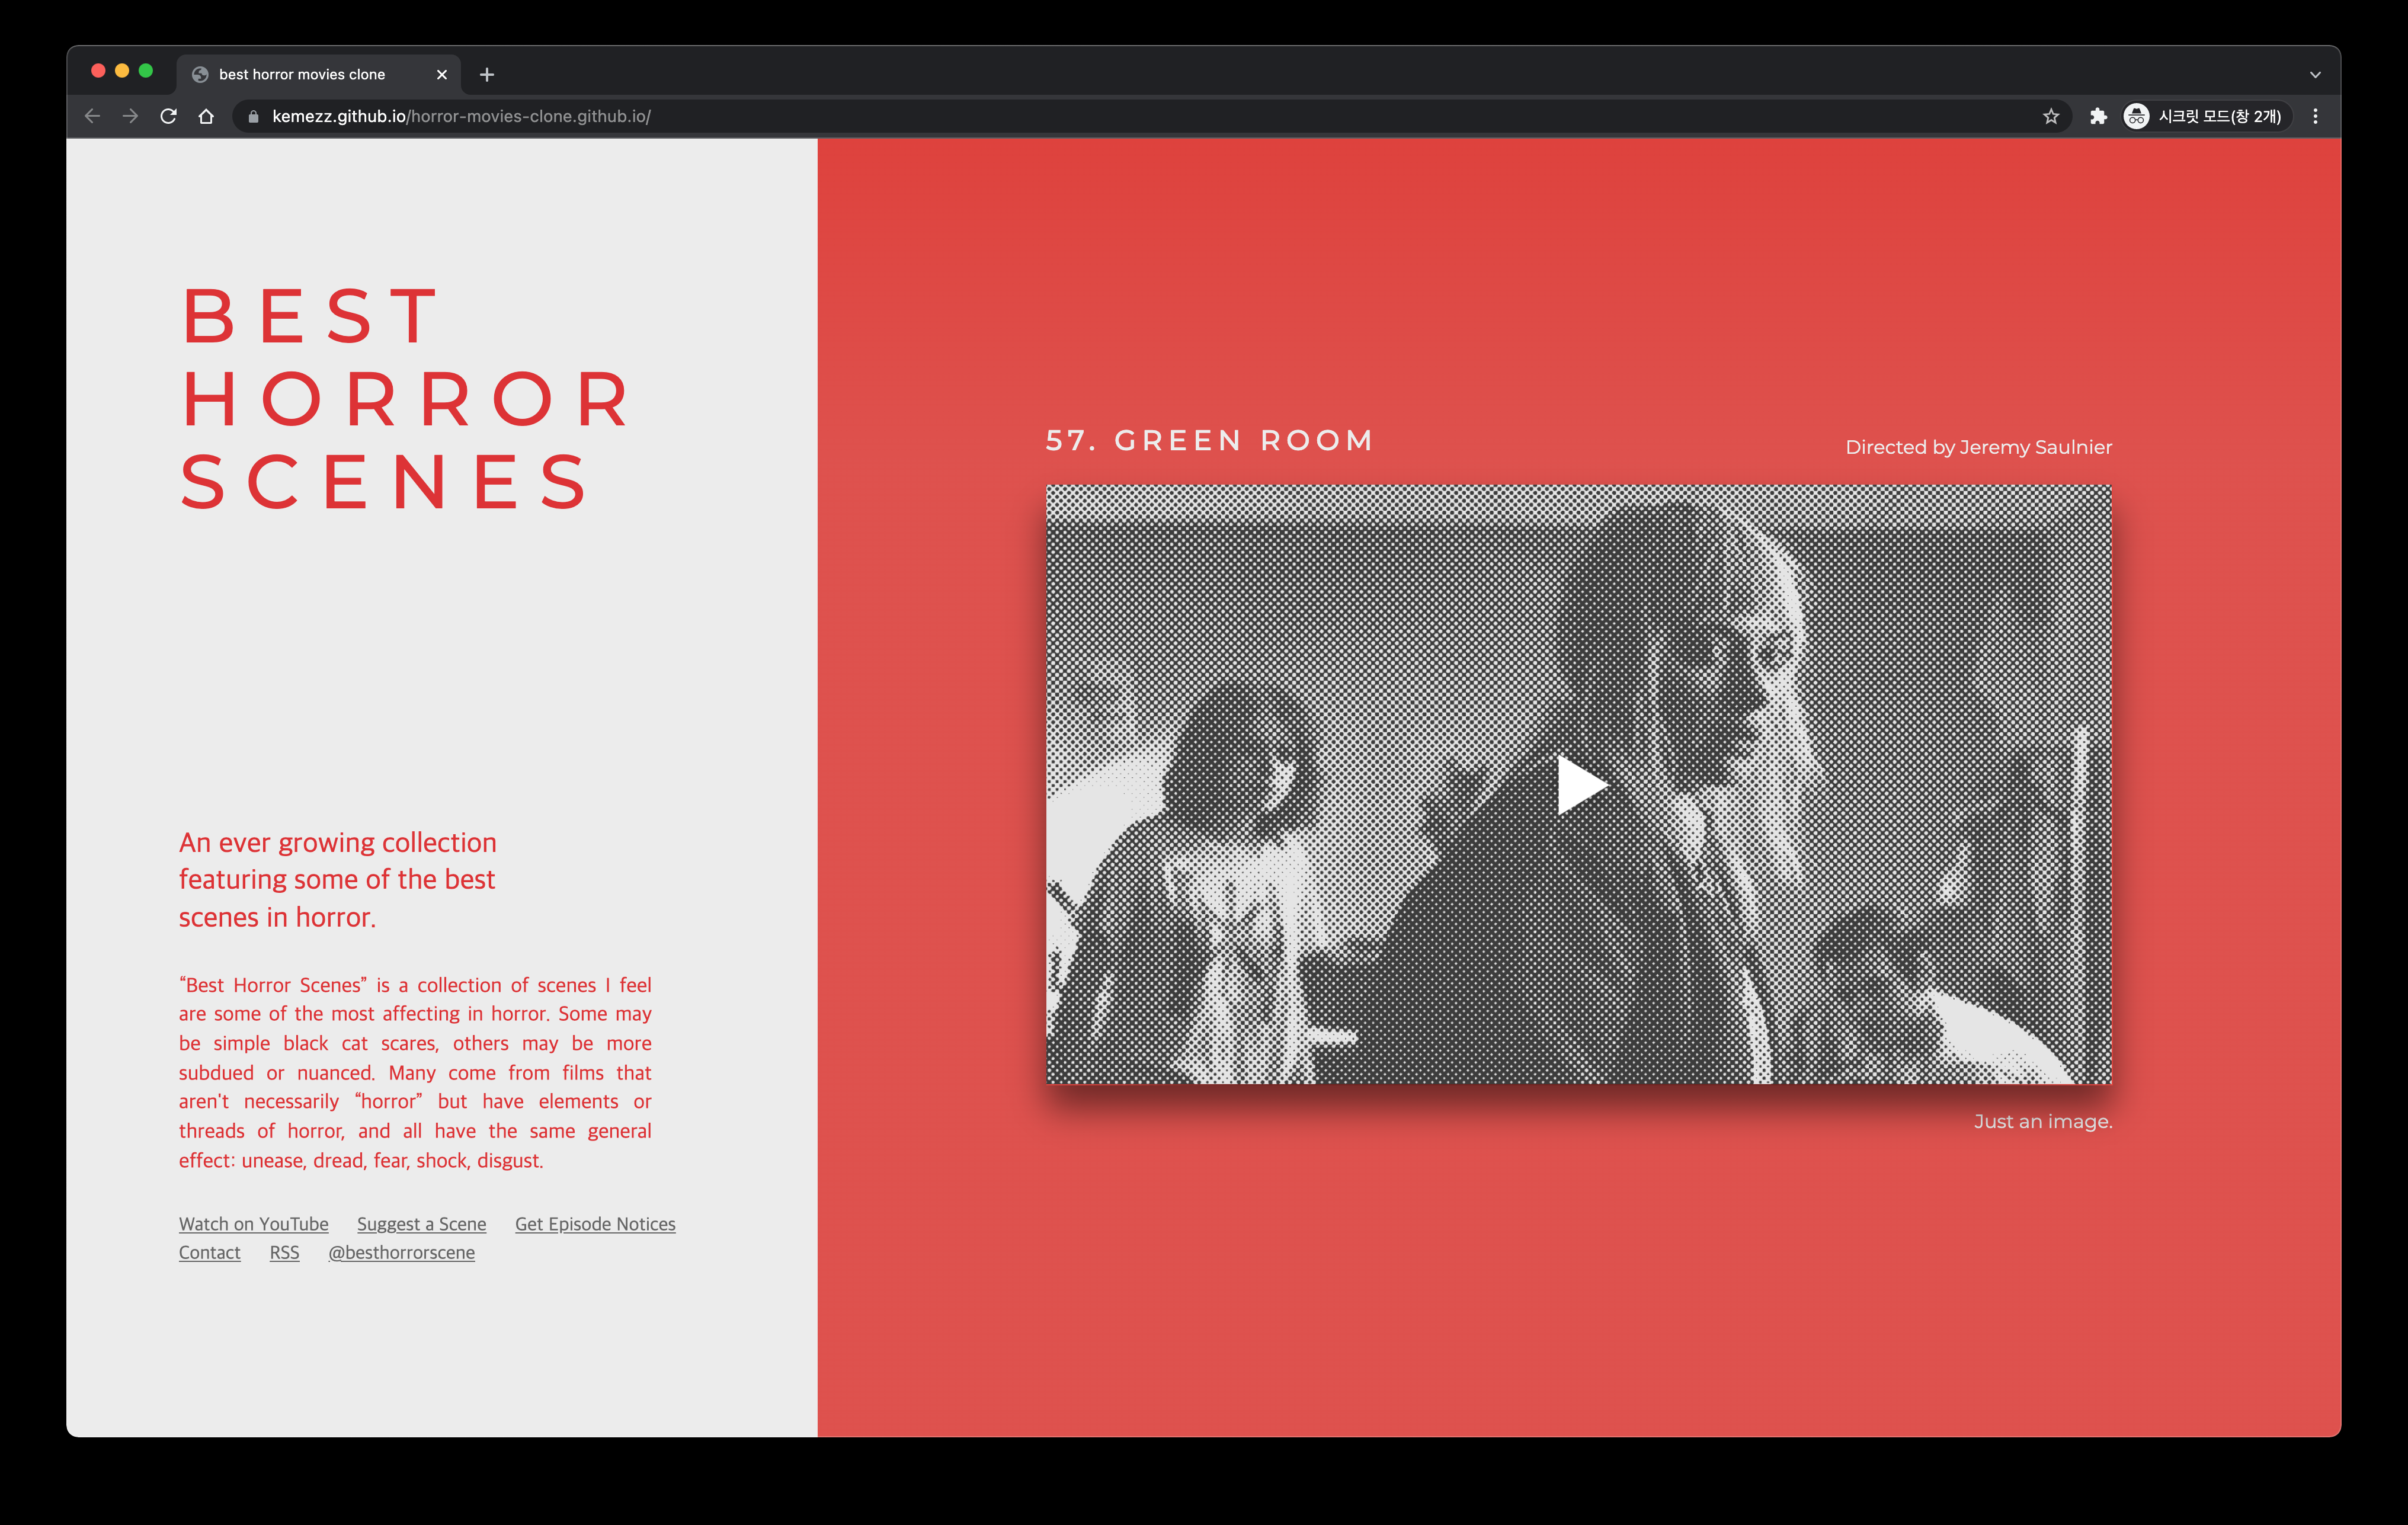 best horror movies clone
kemezz.github.io/horror-movies-clone.github.io/
시크릿 모드(창 2개)
BEST
HORROR
SCENES
An ever growing collection
featuring some of the best
scenes in horror.
“Best Horror Scenes” is a collection of scenes I feel
are some of the most affecting in horror. Some may
be simple black cat scares, others may be more
subdued or nuanced. Many come from films that
aren't necessarily “horror” but have elements or
threads of horror, and all have the same general
effect: unease, dread, fear, shock, disgust.
Watch on YouTube Suggest a Scene Get Episode Notices
Contact RSS @besthorrorscene
57. GREEN ROOM
Directed by Jeremy Saulnier
Just an image.